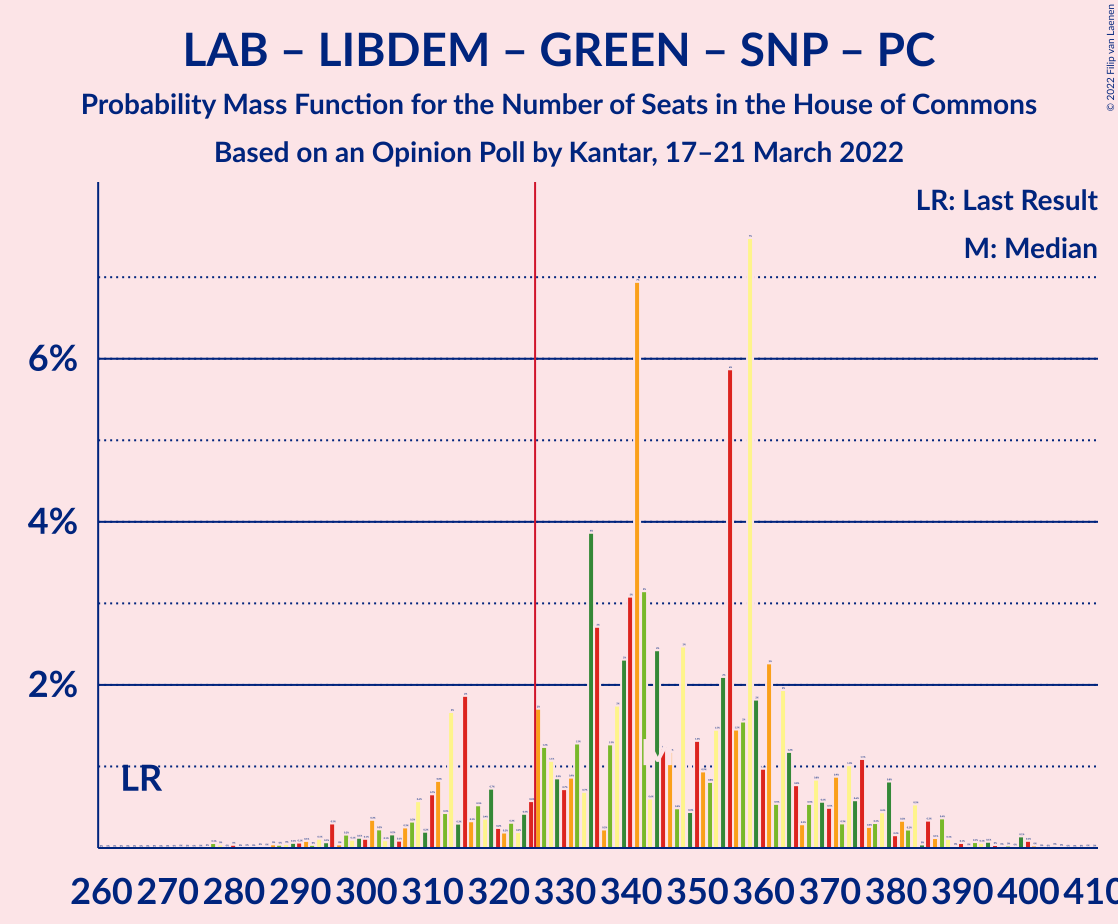 LAB – LIBDEM – GREEN – SNP – PC
Probability Mass Function for the Number of Seats in the House of Commons
Based on an Opinion Poll by Kantar, 17–21 March 2022
© 2022 Filip van Laenen
LR: Last Result
M: Median
6%
4%
2%
LR
260 270 280 290 300 310 320 330 340 350 360 370 380 390 400 410